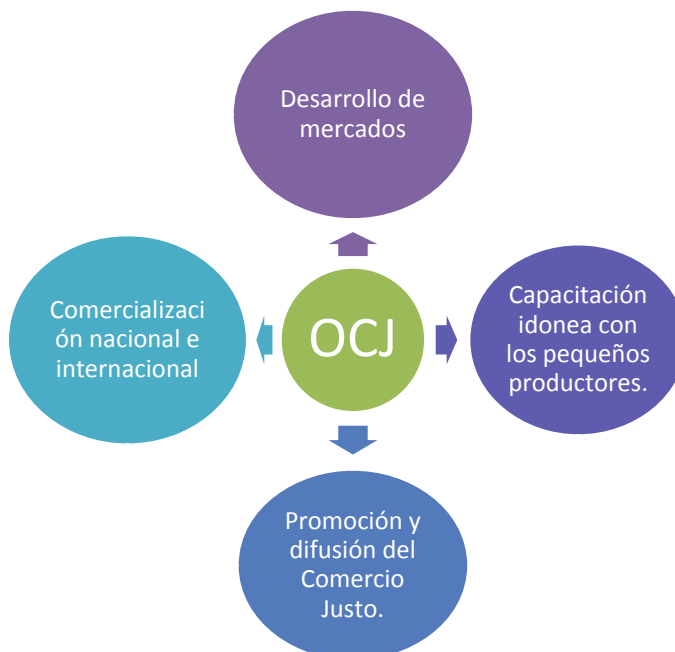 Desarrollo de
mercados
Comercializaci
ón nacional e
internacional
OCJ
Capacitación
idonea con
los pequeños
productores.
Promoción y
difusión del
Comercio
Justo.